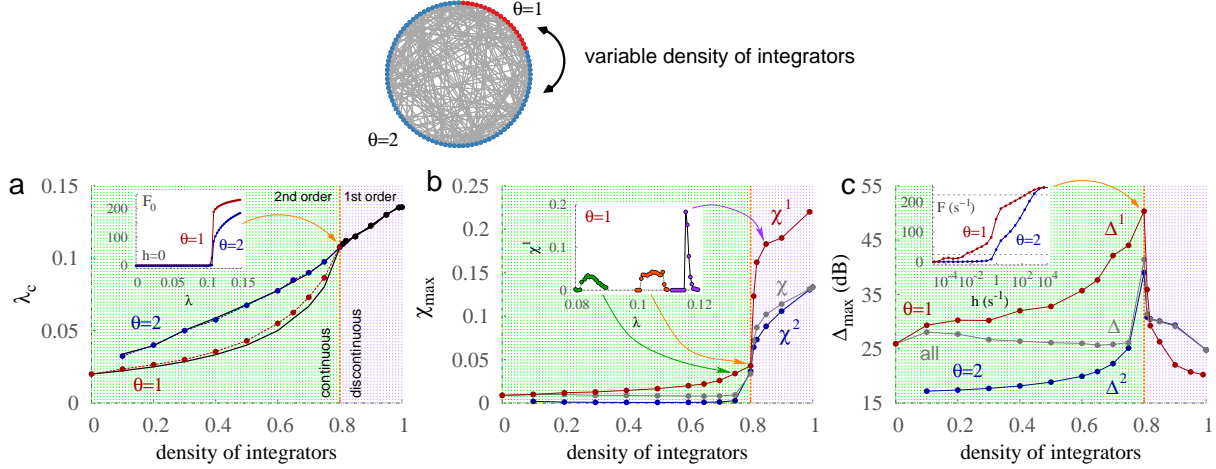 θ=1
variable density of integrators
θ=2
a
0.15
0.1
0.05
0
λc
0 0.2 0.4 0.6 0.8 1
density of integrators
2nd order
1st order
continuous
discontinuous
θ=2
θ=1
F0
200
100
0
h=0
θ=1
θ=2
0 0.05 0.10 0.15
λ
b
0.25
0.20
0.15
0.10
0.05
0
χmax
0 0.2 0.4 0.6 0.8 1
density of integrators
χ1
χ
χ2
θ=1
0.2
0.1
0
χ1
0.08 0.1 0.12
λ
c
55
45
35
25
15
Δmax (dB)
0 0.2 0.4 0.6 0.8 1
density of integrators
Δ1
Δ
Δ2
θ=1
all
θ=2
F (s-1)
200
100
0
θ=1
θ=2
10-4 10-2 100 102 104
h (s-1)